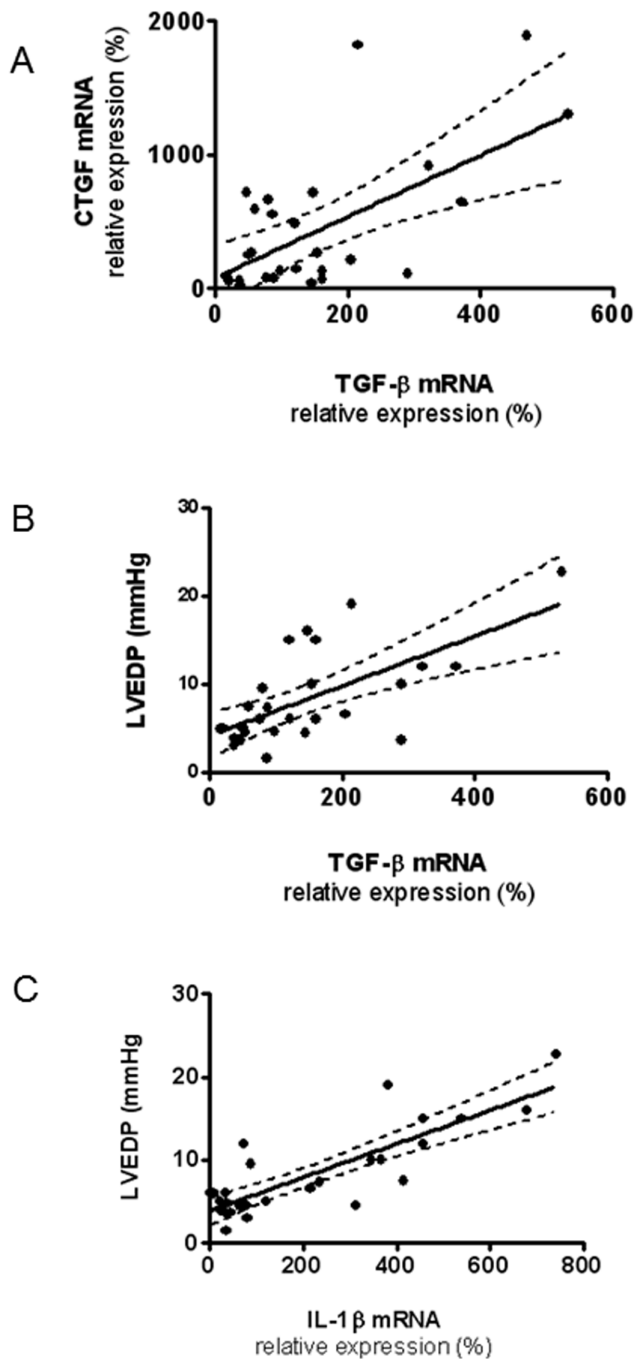 A
CTGF mRNA
relative expression (%)
2000
1000
0
0
200
400
600
TGF-β mRNA
relative expression (%)
B
LVEDP (mmHg
30
20
10
0
0
200
400
600
TGF-β mRNA
relative expression (%)
C
LVEDP (mmHg)
30
20
10
0
0
200
400
600
800
IL-1β mRNA
relative expression (%)